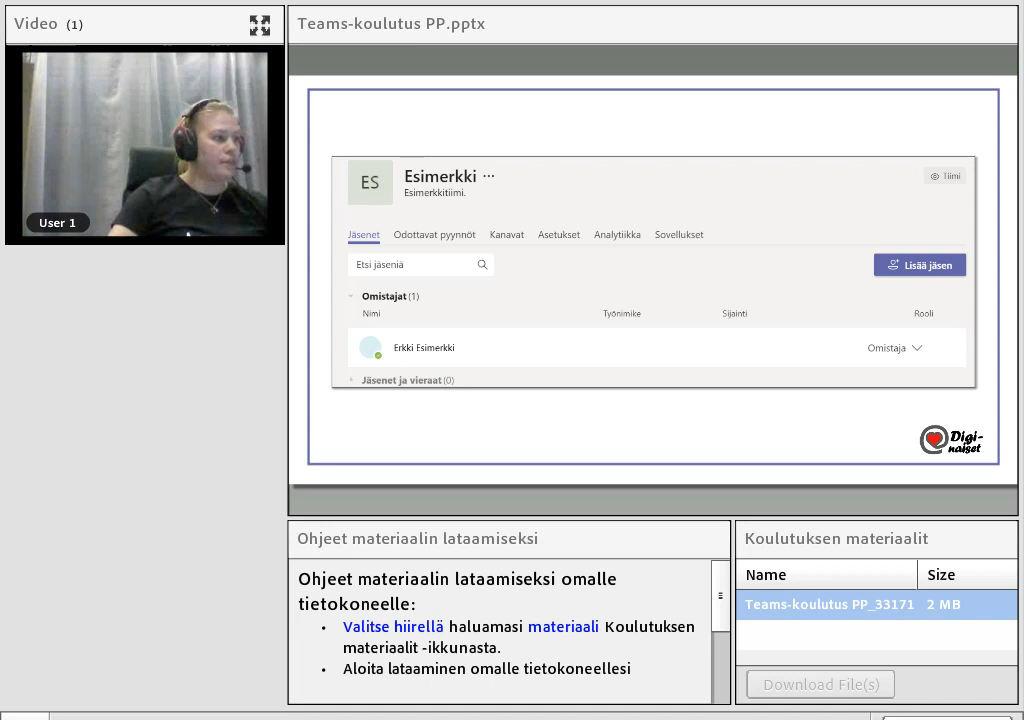 Video (1)
User 1
Teams-koulutus PP.pptx
ES
Esimerkki ···
Esimerkkitiimi.
Tiimi
Jäsenet Odottavat pyynnöt Kanavat Asetukset Analytiikka Sovellukset
Etsi jäseniä
Lisää jäsen
Omistajat (1)
Nimi Työnimike Sijainti Rooli
Erkki Esimerkki Omistaja
Jäsenet ja vieraat (0)
Digi-
naiset
Ohjeet materiaalin lataamiseksi
Ohjeet materiaalin lataamiseksi omalle
tietokoneelle:
• Valitse hiirellä haluamasi materiaali Koulutuksen
materiaalit -ikkunasta.
• Aloita lataaminen omalle tietokoneellesi
Koulutuksen materiaalit
Name Size
Teams-koulutus PP_33171 2 MB
Download File(s)